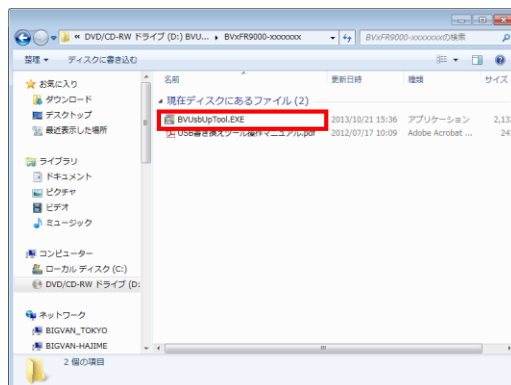 « DVD/CD-RW ドライブ (D:) BVU... ▸ BVxFR9000-xxxxxxx
BVxFR9000-xxxxxxxの検索
整理 ディスクに書き込む
お気に入り
ダウンロード
デスクトップ
最近表示した場所
ライブラリ
ドキュメント
ピクチャ
ビデオ
ミュージック
コンピューター
ローカル ディスク (C:)
DVD/CD-RW ドライブ (D:
ネットワーク
BIGVAN_TOKYO
BIGVAN-HAJIME
名前 更新日時 種類 サイズ
現在ディスクにあるファイル (2)
BVUsbUpTool.EXE 2013/10/21 15:36 アプリケーション 2,13
USB書き換えツール操作マニュアル.pdf 2012/07/17 10:09 Adobe Acrobat ... 24
2 個の項目